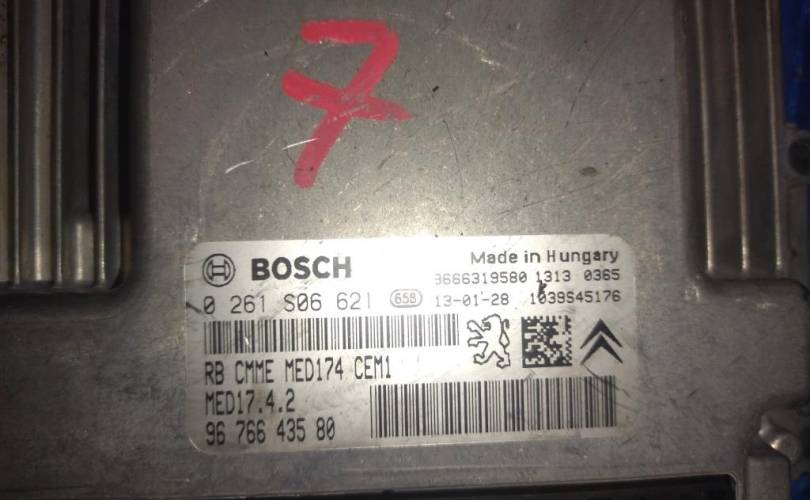 7
BOSCH
Made in Hungary
9666319580 1313 0365
0 261 S06 621 658 13-01-28 1039S45176
RB CMME MED174 CEM1
MED17.4.2
96 766 435 80